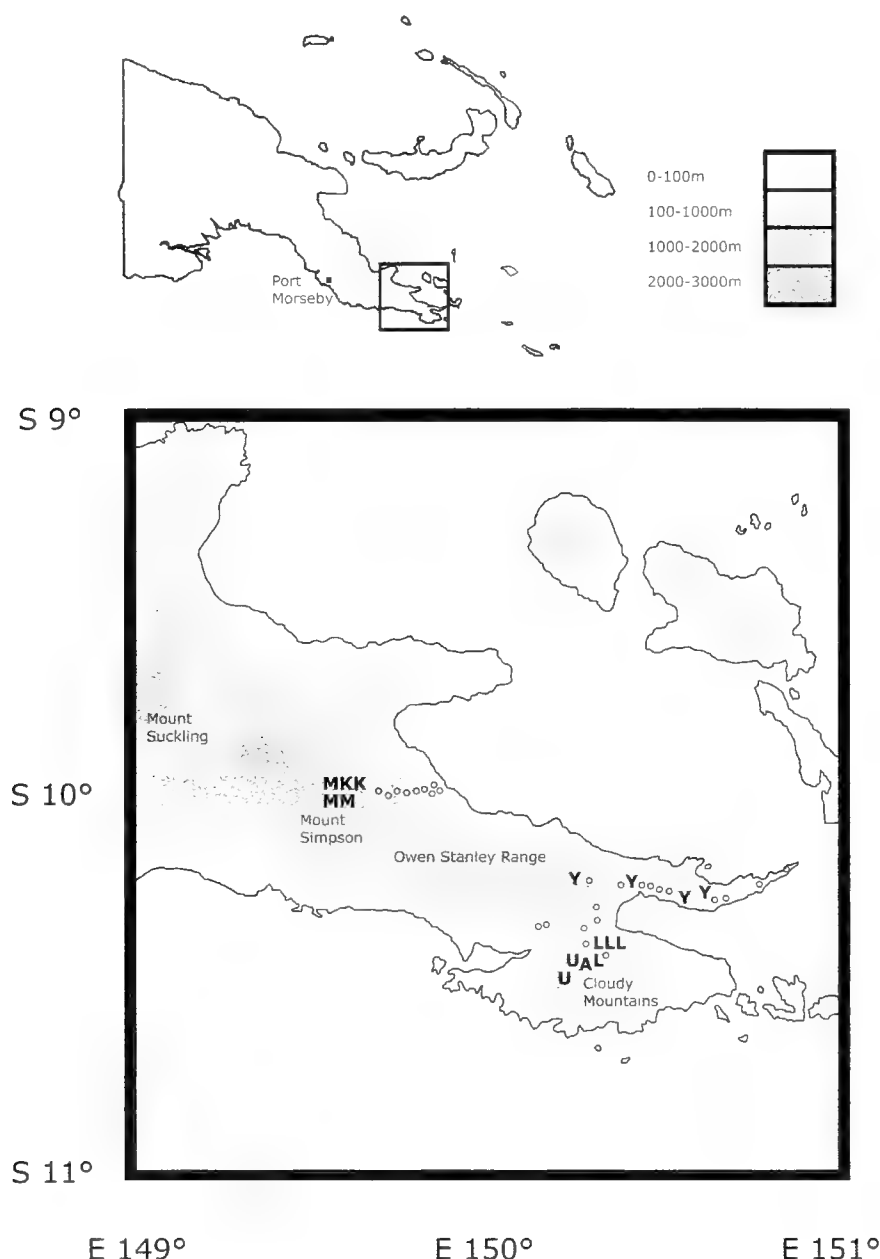 0-100m
100-1000m
1000-2000m
2000-3000m
Port
Morseby
S 9°
Mount
Suckling
S 10°
MKK
MM
Mount
Simpson
Owen Stanley Range
Y
Y
Y
Y
LLL
U
A
L
U
Cloudy
Mountains
S 11°
E 149°
E 150°
E 151°